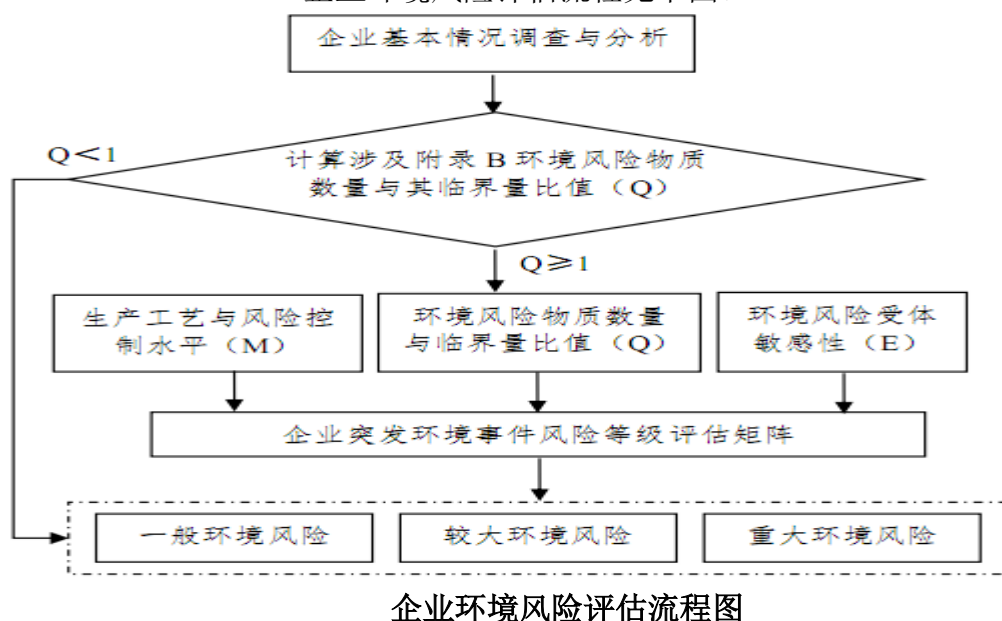 企业基本情况调查与分析
Q＜1
计算涉及附录 B 环境风险物质
数量与其临界量比值（Q）
Q≥1
生产工艺与风险控
制水平（M）
环境风险物质数量
与临界量比值（Q）
环境风险受体
敏感性（E）
企业突发环境事件风险等级评估矩阵
一般环境风险
较大环境风险
重大环境风险
企业环境风险评估流程图